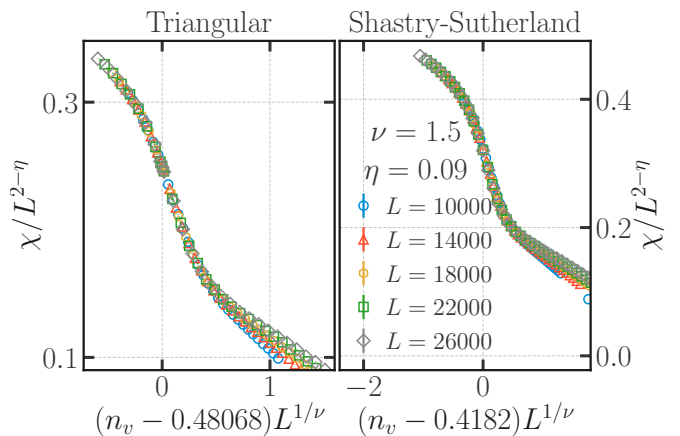 Triangular
Shastry-Sutherland
χ/L^{2−η}
0.3
0.1
0
1
(n_v − 0.48068)L^{1/ν}
ν = 1.5
η = 0.09
L = 10000
L = 14000
L = 18000
L = 22000
L = 26000
0.4
0.2
0.0
χ/L^{2−η}
−2
0
(n_v − 0.4182)L^{1/ν}